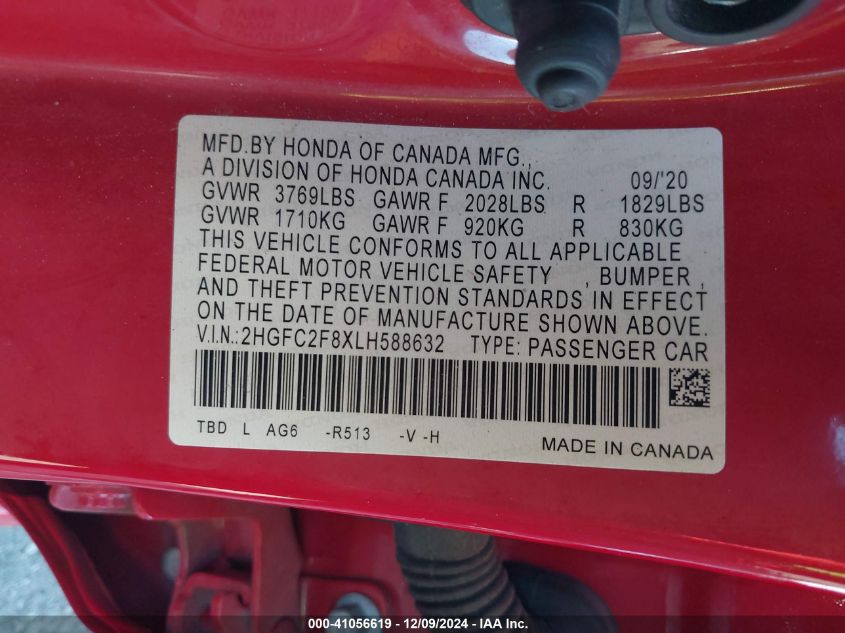 MFD.BY HONDA OF CANADA MFG.,
A DIVISION OF HONDA CANADA INC. 09/'20
GVWR 3769LBS GAWR F 2028LBS R 1829LBS
GVWR 1710KG GAWR F 920KG R 830KG
THIS VEHICLE CONFORMS TO ALL APPLICABLE
FEDERAL MOTOR VEHICLE SAFETY , BUMPER ,
AND THEFT PREVENTION STANDARDS IN EFFECT
ON THE DATE OF MANUFACTURE SHOWN ABOVE.
V.I.N.:2HGFC2F8XLH588632 TYPE: PASSENGER CAR
TBD L AG6 -R513 -V -H
MADE IN CANADA
000-41056619 - 12/09/2024 - IAA Inc.